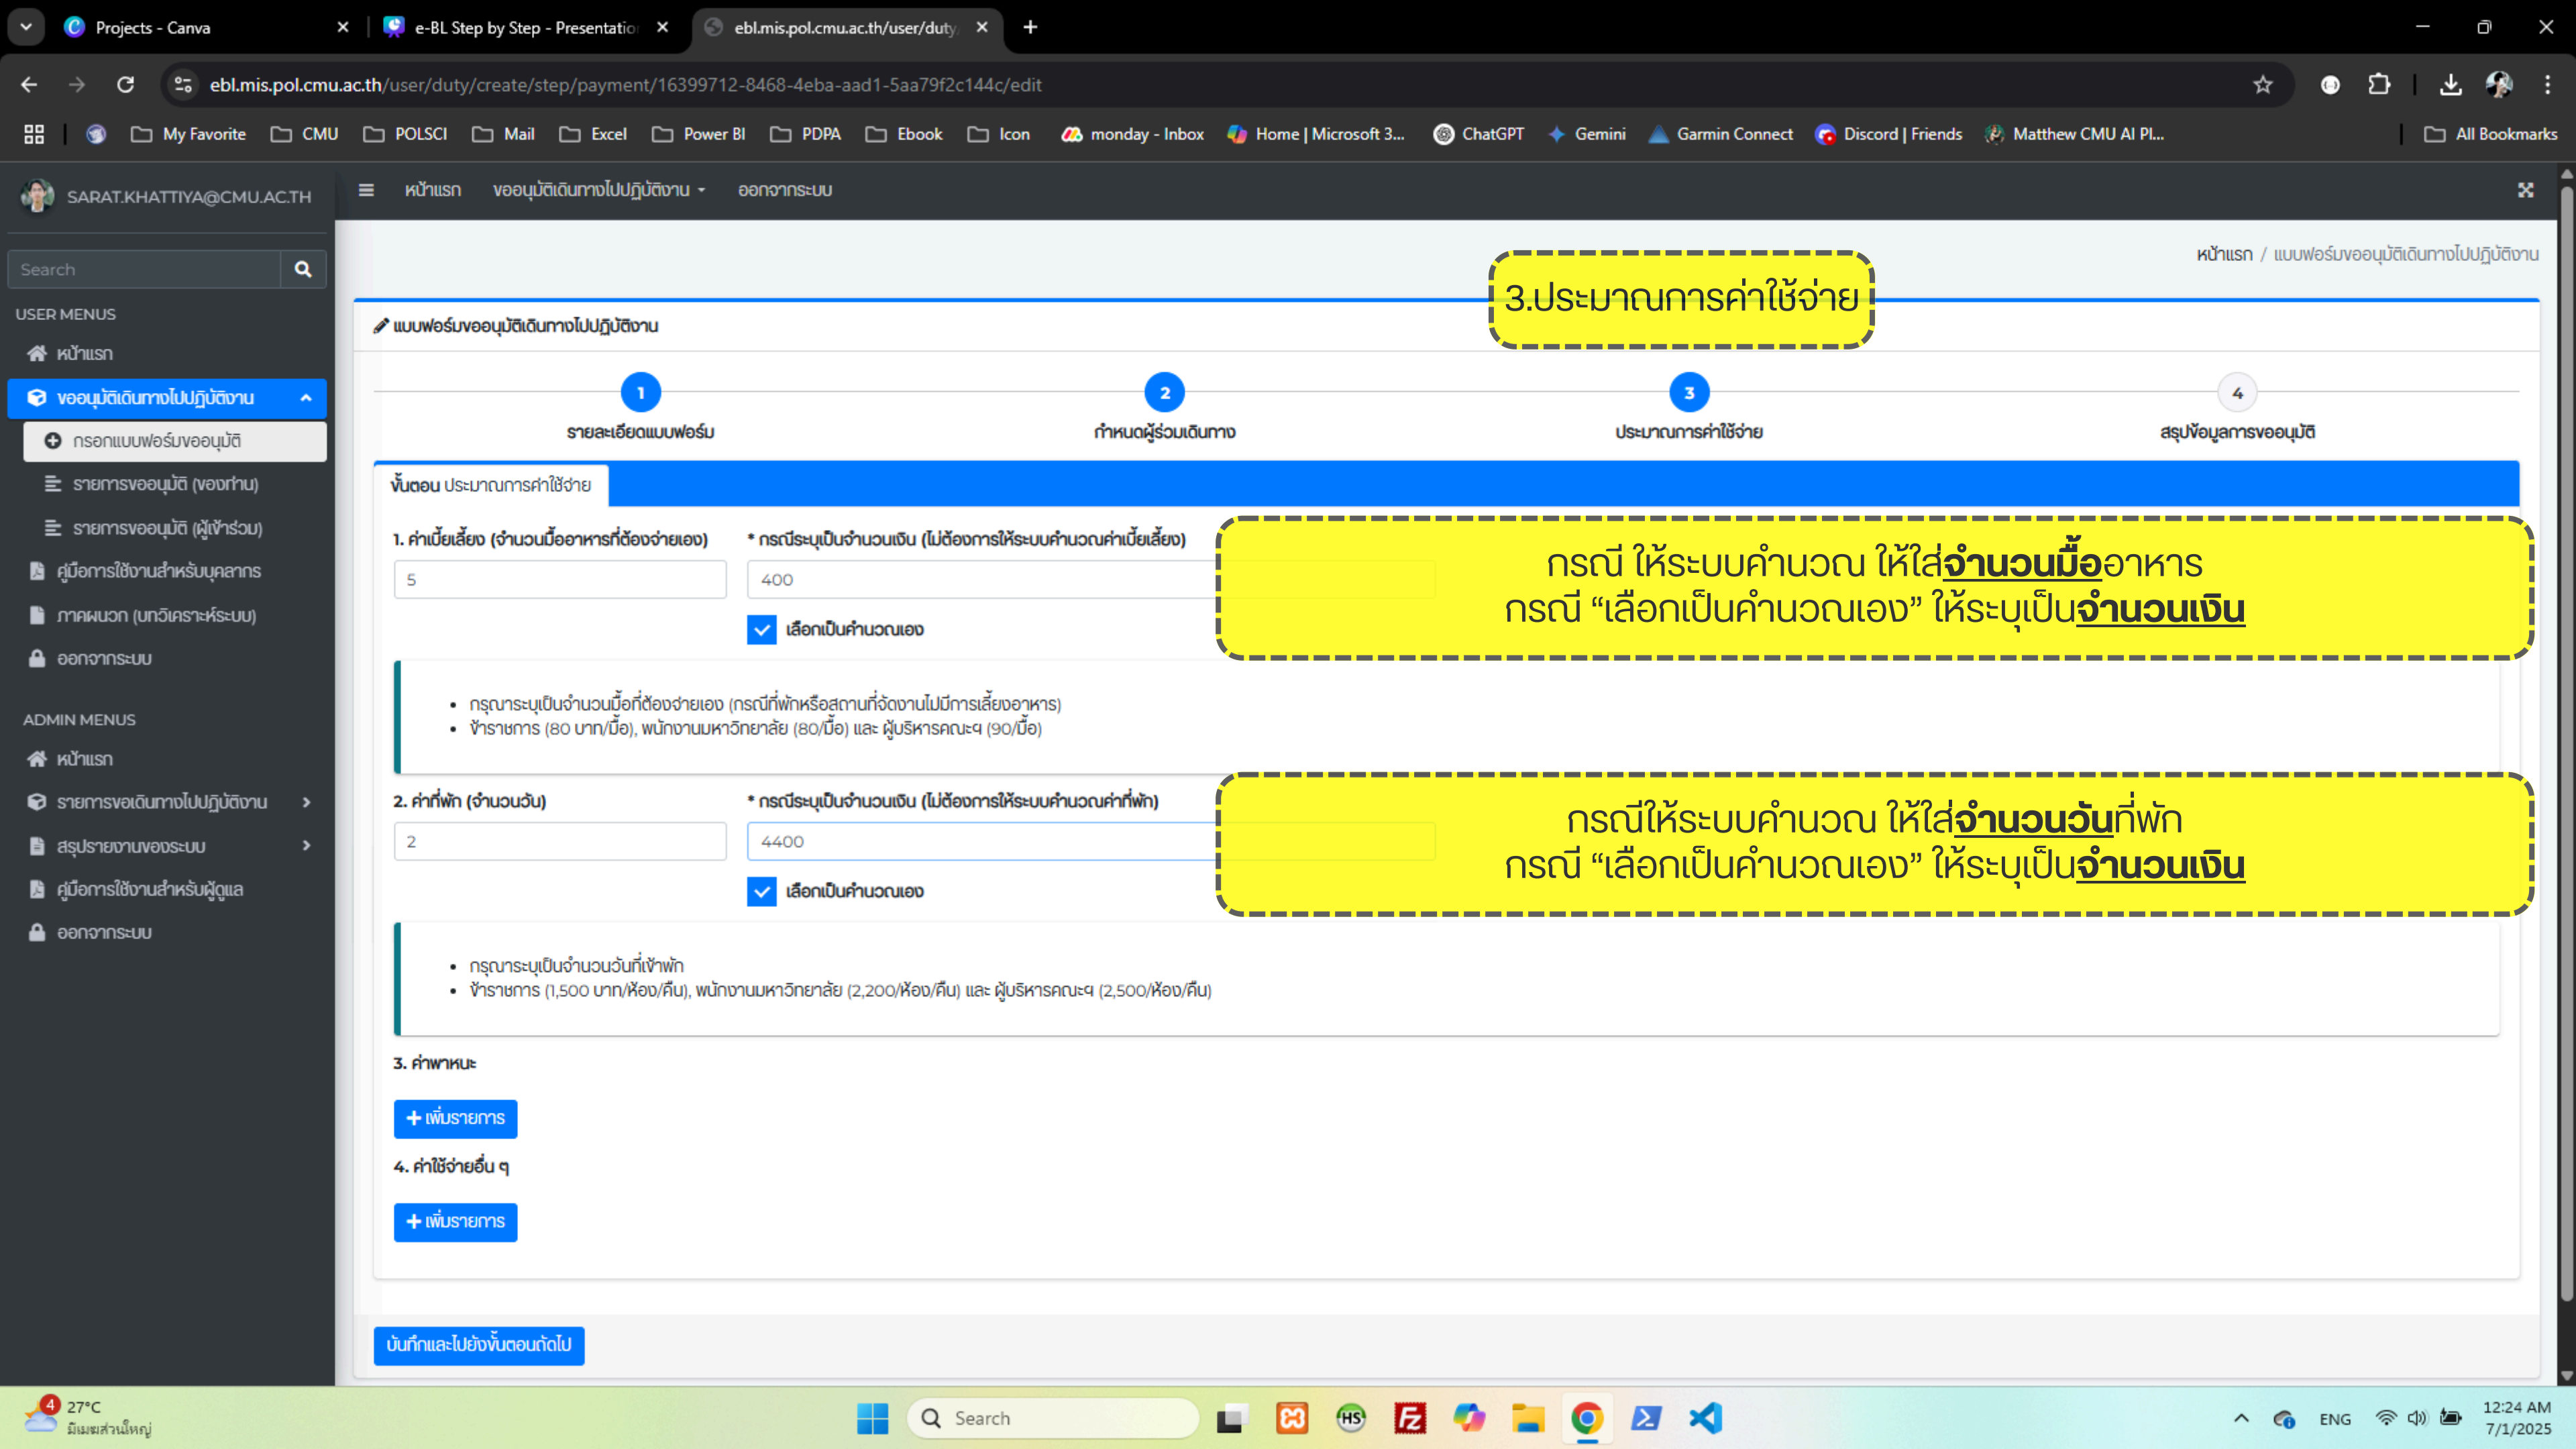 Projects - Canva
e-BL Step by Step - Presentation
ebl.mis.pol.cmu.ac.th/user/duty/
ebl.mis.pol.cmu.ac.th/user/duty/create/step/payment/16399712-8468-4eba-aad1-5aa79f2c144c/edit
My Favorite
CMU
POLSCI
Mail
Excel
Power BI
PDPA
Ebook
Icon
monday - Inbox
Home | Microsoft 3...
ChatGPT
Gemini
Garmin Connect
Discord | Friends
Matthew CMU AI Pl...
All Bookmarks
SARAT.KHATTIYA@CMU.AC.TH
หน้าแรก
ขออนุมัติเดินทางไปปฏิบัติงาน
ออกจากระบบ
Search
USER MENUS
หน้าแรก
ขออนุมัติเดินทางไปปฏิบัติงาน
กรอกแบบฟอร์มขออนุมัติ
รายการขออนุมัติ (ของท่าน)
รายการขออนุมัติ (ผู้เข้าร่วม)
คู่มือการใช้งานสำหรับบุคลากร
ภาคผนวก (บทวิเคราะห์ระบบ)
ออกจากระบบ
ADMIN MENUS
หน้าแรก
รายการขอเดินทางไปปฏิบัติงาน
สรุปรายงานของระบบ
คู่มือการใช้งานสำหรับผู้ดูแล
ออกจากระบบ
หน้าแรก / แบบฟอร์มขออนุมัติเดินทางไปปฏิบัติงาน
3.ประมาณการค่าใช้จ่าย
แบบฟอร์มขออนุมัติเดินทางไปปฏิบัติงาน
1
2
3
4
รายละเอียดแบบฟอร์ม
กำหนดผู้ร่วมเดินทาง
ประมาณการค่าใช้จ่าย
สรุปข้อมูลการขออนุมัติ
ขั้นตอน ประมาณการค่าใช้จ่าย
1. ค่าเบี้ยเลี้ยง (จำนวนมื้ออาหารที่ต้องจ่ายเอง)
* กรณีระบุเป็นจำนวนเงิน (ไม่ต้องการให้ระบบคำนวณค่าเบี้ยเลี้ยง)
5
400
เลือกเป็นคำนวณเอง
กรณี ให้ระบบคำนวณ ให้ใส่จำนวนมื้ออาหาร
กรณี “เลือกเป็นคำนวณเอง” ให้ระบุเป็นจำนวนเงิน
• กรุณาระบุเป็นจำนวนมื้อที่ต้องจ่ายเอง (กรณีที่พักหรือสถานที่จัดงานไม่มีการเลี้ยงอาหาร)
• ข้าราชการ (80 บาท/มื้อ), พนักงานมหาวิทยาลัย (80/มื้อ) และ ผู้บริหารคณะฯ (90/มื้อ)
2. ค่าที่พัก (จำนวนวัน)
* กรณีระบุเป็นจำนวนเงิน (ไม่ต้องการให้ระบบคำนวณค่าที่พัก)
2
4400
เลือกเป็นคำนวณเอง
กรณีให้ระบบคำนวณ ให้ใส่จำนวนวันที่พัก
กรณี “เลือกเป็นคำนวณเอง” ให้ระบุเป็นจำนวนเงิน
• กรุณาระบุเป็นจำนวนวันที่เข้าพัก
• ข้าราชการ (1,500 บาท/ห้อง/คืน), พนักงานมหาวิทยาลัย (2,200/ห้อง/คืน) และ ผู้บริหารคณะฯ (2,500/ห้อง/คืน)
3. ค่าพาหนะ
+ เพิ่มรายการ
4. ค่าใช้จ่ายอื่น ๆ
+ เพิ่มรายการ
บันทึกและไปยังขั้นตอนถัดไป
4
27°C
มีเมฆส่วนใหญ่
Search
HS
ENG
12:24 AM
7/1/2025